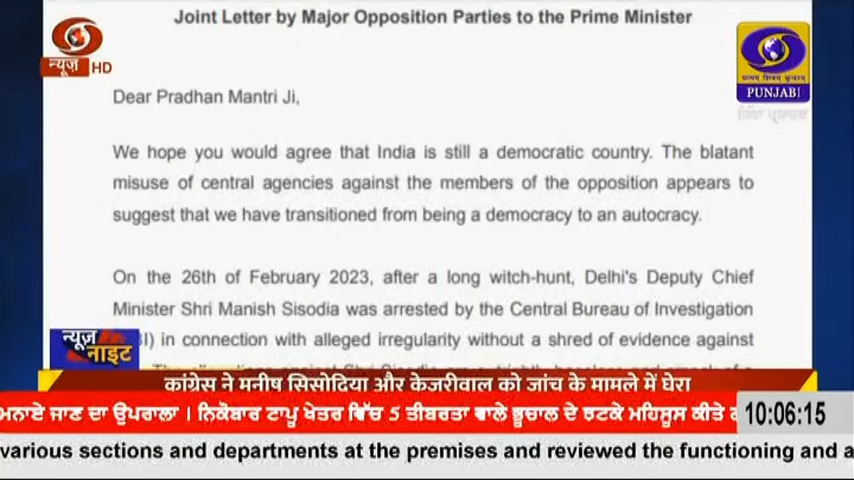 Joint Letter by Major Opposition Parties to the Prime Minister
न्यूज़ HD
PUNJABI
Dear Pradhan Mantri Ji,
We hope you would agree that India is still a democratic country. The blatant
misuse of central agencies against the members of the opposition appears to
suggest that we have transitioned from being a democracy to an autocracy.
On the 26th of February 2023, after a long witch-hunt, Delhi's Deputy Chief
Minister Shri Manish Sisodia was arrested by the Central Bureau of Investigation
I) in connection with alleged irregularity without a shred of evidence against
न्यूज़
नाइट
कांग्रेस ने मनीष सिसोदिया और केजरीवाल को जांच के मामले में घेरा
ਮਨਾਏ ਜਾਣ ਦਾ ਉਪਰਾਲਾ । ਨਿਕੋਬਾਰ ਟਾਪੂ ਖੇਤਰ ਵਿੱਚ 5 ਤੀਬਰਤਾ ਵਾਲੇ ਭੂਚਾਲ ਦੇ ਝਟਕੇ ਮਹਿਸੂਸ ਕੀਤੇ
10:06:15
various sections and departments at the premises and reviewed the functioning and a